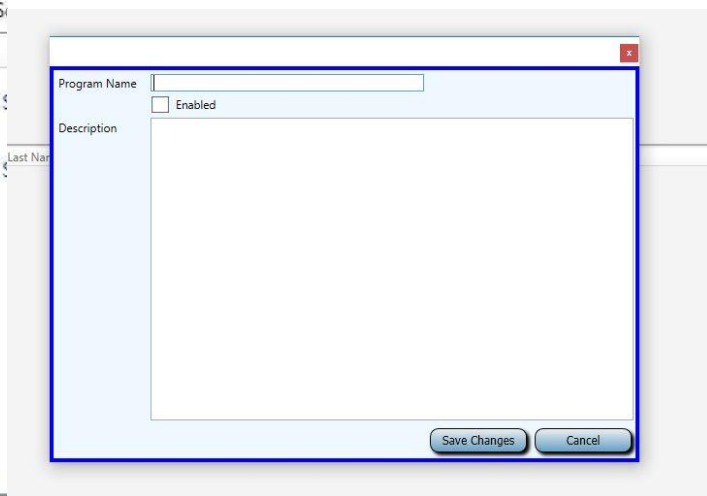 x
Program Name
Enabled
Description
Last Nar
Save Changes
Cancel